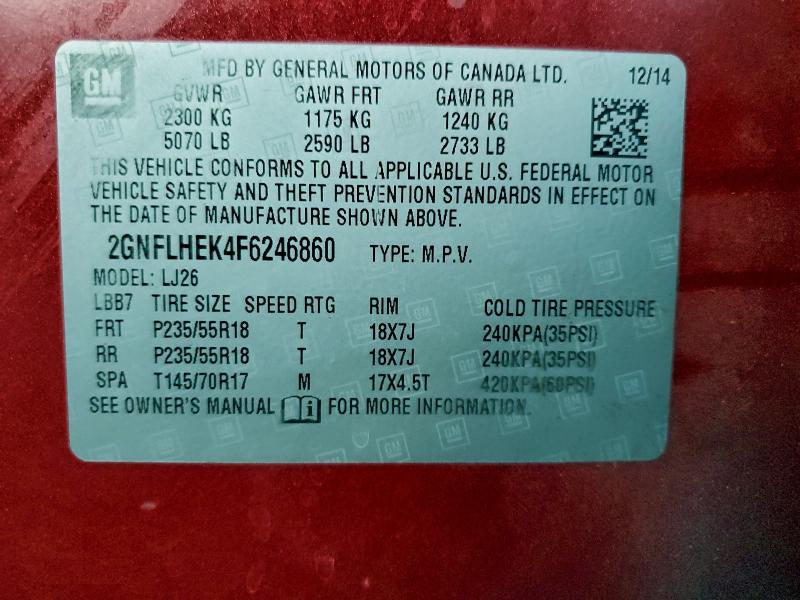 GM MFD BY GENERAL MOTORS OF CANADA LTD. 12/14
GVWR GAWR FRT GAWR RR
2300 KG 1175 KG 1240 KG
5070 LB 2590 LB 2733 LB
THIS VEHICLE CONFORMS TO ALL APPLICABLE U.S. FEDERAL MOTOR
VEHICLE SAFETY AND THEFT PREVENTION STANDARDS IN EFFECT ON
THE DATE OF MANUFACTURE SHOWN ABOVE.
2GNFLHEK4F6246860 TYPE: M.P.V.
MODEL: LJ26
LBB7 TIRE SIZE SPEED RTG RIM COLD TIRE PRESSURE
FRT P235/55R18 T 18X7J 240KPA(35PSI)
RR P235/55R18 T 18X7J 240KPA(35PSI)
SPA T145/70R17 M 17X4.5T 420KPA(60PSI)
SEE OWNER'S MANUAL i FOR MORE INFORMATION.